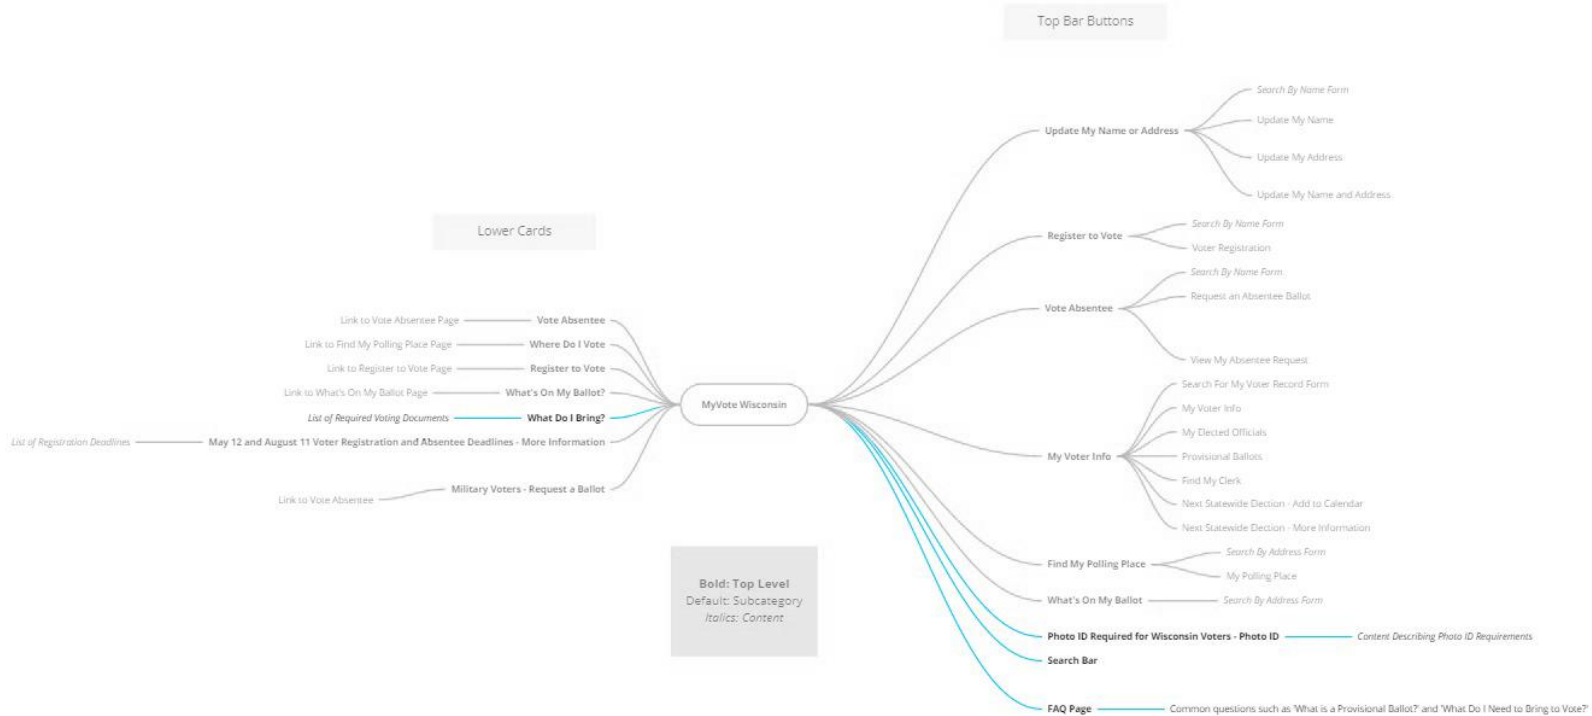 Top Bar Buttons
Search By Name Form
Update My Name or Address
Update My Name
Update My Address
Update My Name and Address
Lower Cards
Register to Vote
Search By Name Form
Voter Registration
Vote Absentee
Search By Name Form
Request an Absentee Ballot
View My Absentee Request
Link to Vote Absentee Page Vote Absentee
Link to Find My Polling Place Page Where Do I Vote
Link to Register to Vote Page Register to Vote
Link to What's On My Ballot Page What's On My Ballot?
List of Required Voting Documents What Do I Bring?
List of Registration Deadlines May 12 and August 11 Voter Registration and Absentee Deadlines - More Information
Link to Vote Absentee Military Voters - Request a Ballot
MyVote Wisconsin
My Voter Info
Search For My Voter Record Form
My Voter Info
My Elected Officials
Provisional Ballots
Find My Clerk
Next Statewide Election - Add to Calendar
Next Statewide Election - More Information
Find My Polling Place
Search By Address Form
My Polling Place
What's On My Ballot Search By Address Form
Photo ID Required for Wisconsin Voters - Photo ID Content Describing Photo ID Requirements
Search Bar
FAQ Page Common questions such as 'What is a Provisional Ballot?' and 'What Do I Need to Bring to Vote?'
Bold: Top Level
Default: Subcategory
Italics: Content